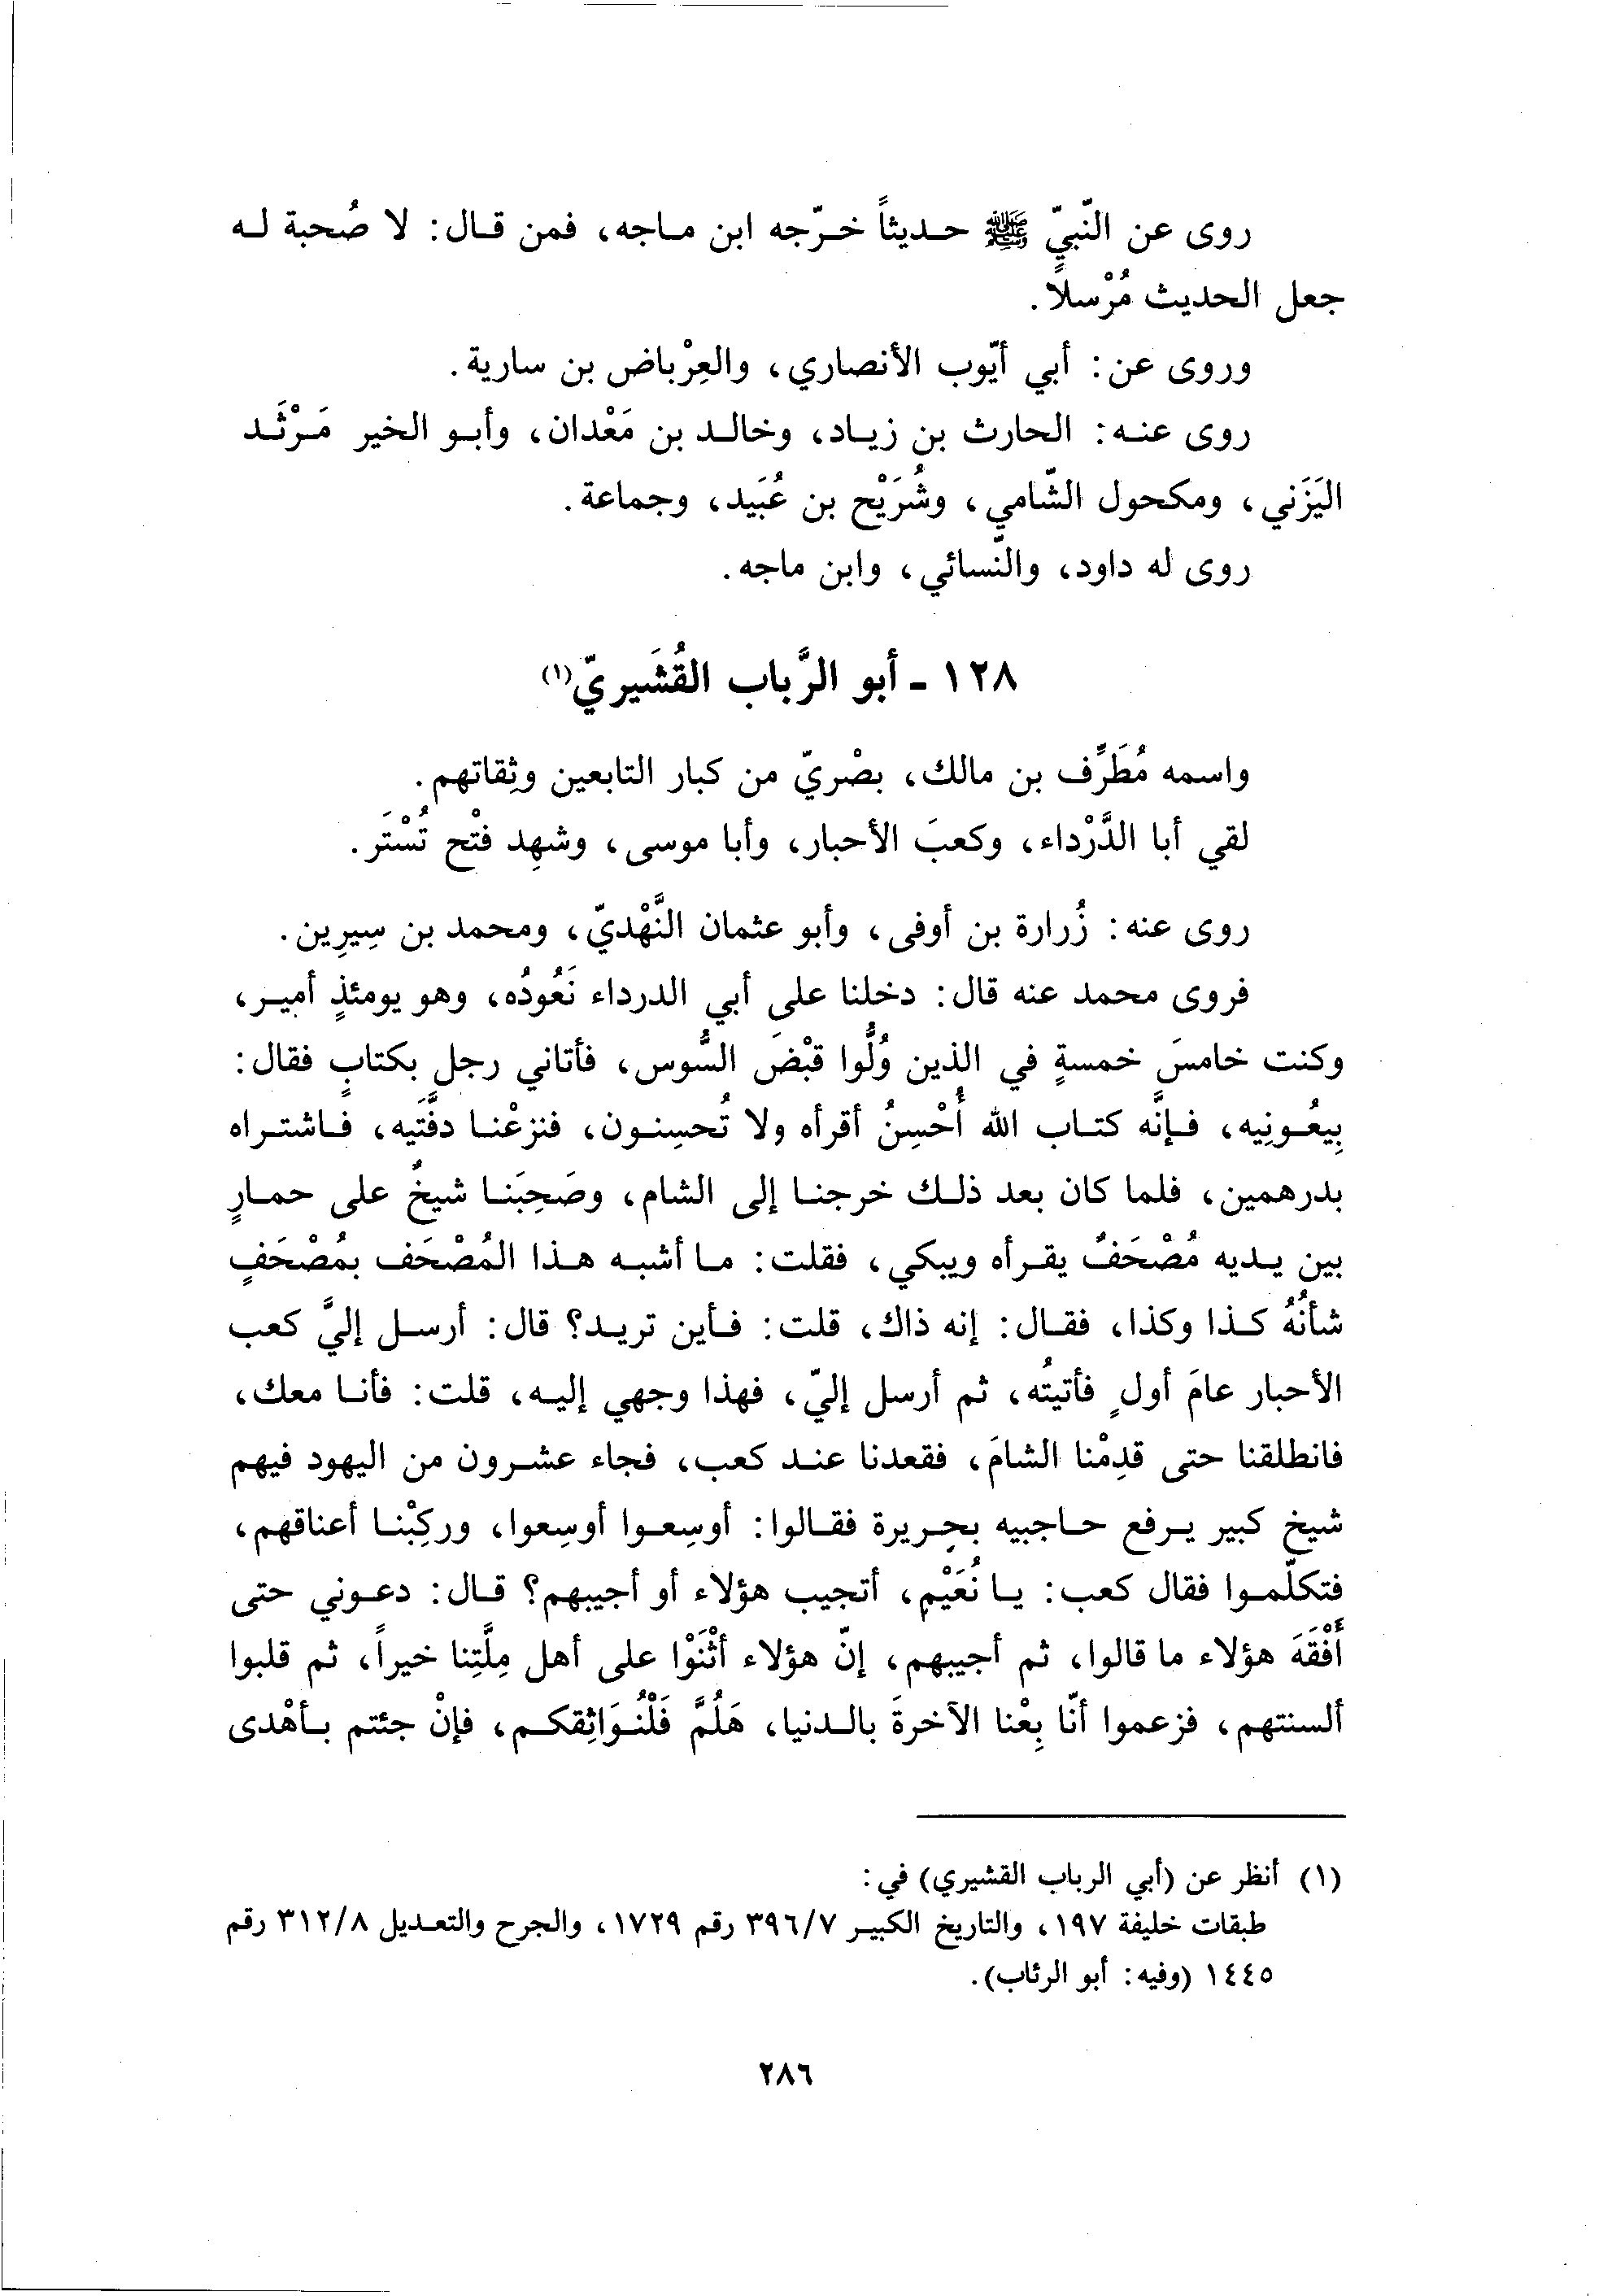 روى عن النّبيّ ﷺ حديثاً خرّجه ابن ماجه، فمن قال: لا صُحبة له
جعل الحديث مُرْسلاً.
وروى عن: أبي أيّوب الأنصاري، والعِرْباض بن سارية.
روى عنه: الحارث بن زياد، وخالد بن مَعْدان، وأبو الخير مَرْثَد
اليَزَني، ومكحول الشّامي، وشُرَيْح بن عُبَيد، وجماعة.
روى له داود، والنّسائي، وابن ماجه.
١٢٨ - أبو الرَّباب القُشَيريّ(١)
واسمه مُطَرِّف بن مالك، بصْريّ من كبار التابعين وثِقاتهم.
لقي أبا الدَّرْداء، وكعبَ الأحبار، وأبا موسى، وشهِد فتْح تُسْتَر.
روى عنه: زُرارة بن أوفى، وأبو عثمان النَّهْديّ، ومحمد بن سِيرِين.
فروى محمد عنه قال: دخلنا على أبي الدرداء نَعُودُه، وهو يومئذٍ أمير،
وكنت خامسَ خمسةٍ في الذين وُلُّوا قبْضَ السُّوس، فأتاني رجل بكتابٍ فقال:
بِيعُونِيه، فإنَّه كتاب الله أُحْسِنُ أقرأه ولا تُحسِنون، فنزعْنا دفَّتَيه، فاشتراه
بدرهمين، فلما كان بعد ذلك خرجنا إلى الشام، وصَحِبَنا شيخٌ على حمارٍ
بين يديه مُصْحَفٌ يقرأه ويبكي، فقلت: ما أشبه هذا المُصْحَف بمُصْحَفٍ
شأنُهُ كذا وكذا، فقال: إنه ذاك، قلت: فأين تريد؟ قال: أرسل إليَّ كعب
الأحبار عامَ أولٍ فأتيتُه، ثم أرسل إليّ، فهذا وجهي إليه، قلت: فأنا معك،
فانطلقنا حتى قدِمْنا الشامَ، فقعدنا عند كعب، فجاء عشرون من اليهود فيهم
شيخ كبير يرفع حاجبيه بحريرة فقالوا: أوسِعوا أوسِعوا، وركِبْنا أعناقهم،
فتكلّموا فقال كعب: يا نُعَيْم، أتجيب هؤلاء أو أجيبهم؟ قال: دعوني حتى
أَفْقَهَ هؤلاء ما قالوا، ثم أجيبهم، إنّ هؤلاء أثْنَوْا على أهل مِلَّتِنا خيراً، ثم قلبوا
ألسنتهم، فزعموا أنّا بِعْنا الآخرةَ بالدنيا، هَلُمَّ فَلْنُوَاثِقكم، فإنْ جئتم بأهْدى
(١) أنظر عن (أبي الرباب القشيري) في:
طبقات خليفة ١٩٧، والتاريخ الكبير ٣٩٦/٧ رقم ١٧٢٩، والجرح والتعديل ٣١٢/٨ رقم
١٤٤٥ (وفيه: أبو الرئاب).
٢٨٦